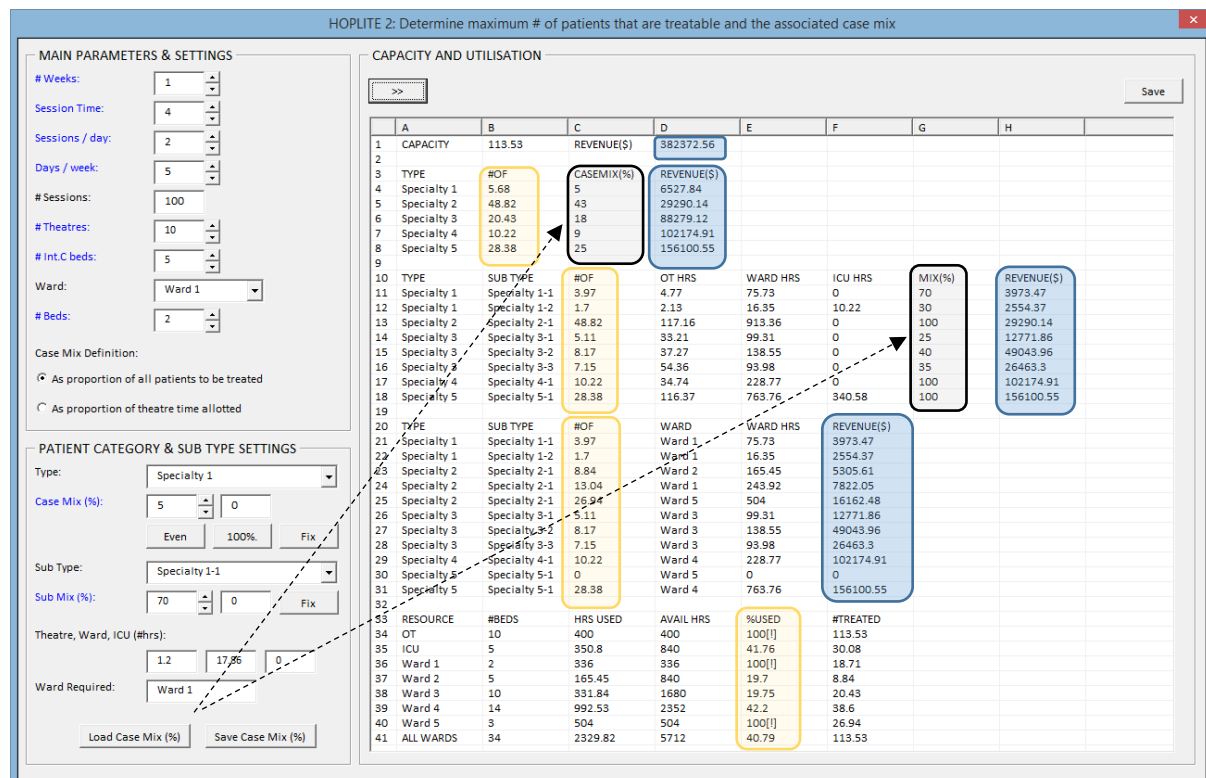 HOPLITE 2: Determine maximum # of patients that are treatable and the associated case mix
MAIN PARAMETERS & SETTINGS
# Weeks: 1
Session Time: 4
Sessions / day: 2
Days / week: 5
# Sessions: 100
# Theatres: 10
# Int.C beds: 5
Ward: Ward 1
# Beds: 2
Case Mix Definition:
As proportion of all patients to be treated
As proportion of theatre time allotted
PATIENT CATEGORY & SUB TYPE SETTINGS
Type: Specialty 1
Case Mix (%): 5 0
Even 100%. Fix
Sub Type: Specialty 1-1
Sub Mix (%): 70 0 Fix
Theatre, Ward, ICU (#hrs):
1.2 17.86 0
Ward Required: Ward 1
Load Case Mix (%) Save Case Mix (%)
CAPACITY AND UTILISATION
>> Save
A B C D E F G H
1 CAPACITY 113.53 REVENUE($) 382372.56
2
3 TYPE #OF CASEMIX(%) REVENUE($)
4 Specialty 1 5.68 5 6527.84
5 Specialty 2 48.82 43 29290.14
6 Specialty 3 20.43 18 88279.12
7 Specialty 4 10.22 9 102174.91
8 Specialty 5 28.38 25 156100.55
9
10 TYPE SUB TYPE #OF OT HRS WARD HRS ICU HRS MIX(%) REVENUE($)
11 Specialty 1 Specialty 1-1 3.97 4.77 75.73 0 70 3973.47
12 Specialty 1 Specialty 1-2 1.7 2.13 16.35 10.22 30 2554.37
13 Specialty 2 Specialty 2-1 48.82 117.16 913.36 0 100 29290.14
14 Specialty 3 Specialty 3-1 5.11 33.21 99.31 0 25 12771.86
15 Specialty 3 Specialty 3-2 8.17 37.27 138.55 0 40 49043.96
16 Specialty 3 Specialty 3-3 7.15 54.36 93.98 0 35 26463.3
17 Specialty 4 Specialty 4-1 10.22 34.74 228.77 0 100 102174.91
18 Specialty 5 Specialty 5-1 28.38 116.37 763.76 340.58 100 156100.55
19
20 TYPE SUB TYPE #OF WARD WARD HRS REVENUE($)
21 Specialty 1 Specialty 1-1 3.97 Ward 1 75.73 3973.47
22 Specialty 1 Specialty 1-2 1.7 Ward 1 16.35 2554.37
23 Specialty 2 Specialty 2-1 8.84 Ward 2 165.45 5305.61
24 Specialty 2 Specialty 2-1 13.04 Ward 1 243.92 7822.05
25 Specialty 2 Specialty 2-1 26.94 Ward 5 504 16162.48
26 Specialty 3 Specialty 3-1 5.11 Ward 3 99.31 12771.86
27 Specialty 3 Specialty 3-2 8.17 Ward 3 138.55 49043.96
28 Specialty 3 Specialty 3-3 7.15 Ward 3 93.98 26463.3
29 Specialty 4 Specialty 4-1 10.22 Ward 4 228.77 102174.91
30 Specialty 5 Specialty 5-1 0 Ward 5 0 0
31 Specialty 5 Specialty 5-1 28.38 Ward 4 763.76 156100.55
32
33 RESOURCE #BEDS HRS USED AVAIL HRS %USED #TREATED
34 OT 10 400 400 100[!] 113.53
35 ICU 5 350.8 840 41.76 30.08
36 Ward 1 2 336 336 100[!] 18.71
37 Ward 2 5 165.45 840 19.7 8.84
38 Ward 3 10 331.84 1680 19.75 20.43
39 Ward 4 14 992.53 2352 42.2 38.6
40 Ward 5 3 504 504 100[!] 26.94
41 ALL WARDS 34 2329.82 5712 40.79 113.53